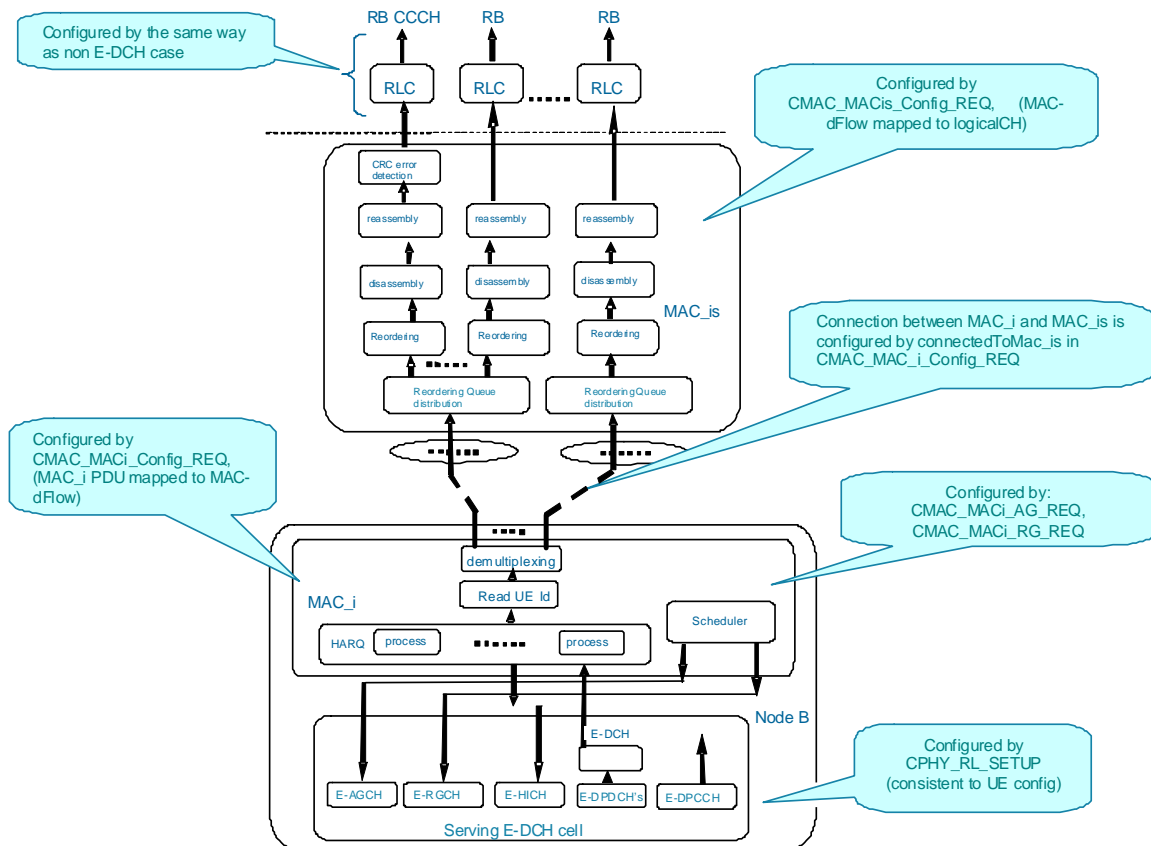 RB CCCH
RB
RB
Configured by the same way
as non E-DCH case
RLC
RLC
RLC
Configured by
CMAC_MACis_Config_REQ, (MAC-
dFlow mapped to logicalCH)
CRC error
detection
reassembly
reassembly
reassembly
disassembly
disassembly
disassembly
MAC_is
Reordering
Reordering
Reordering
Connection between MAC_i and MAC_is is
configured by connectedToMac_is in
CMAC_MAC_i_Config_REQ
Reordering Queue
distribution
Reordering Queue
distribution
Configured by
CMAC_MACi_Config_REQ,
(MAC_i PDU mapped to MAC-
dFlow)
Configured by:
CMAC_MACi_AG_REQ,
CMAC_MACi_RG_REQ
demultiplexing
Read UE Id
MAC_i
Scheduler
HARQ
process
process
Node B
E-DCH
Configured by
CPHY_RL_SETUP
(consistent to UE config)
E-AGCH
E-RGCH
E-HICH
E-DPDCH's
E-DPCCH
Serving E-DCH cell